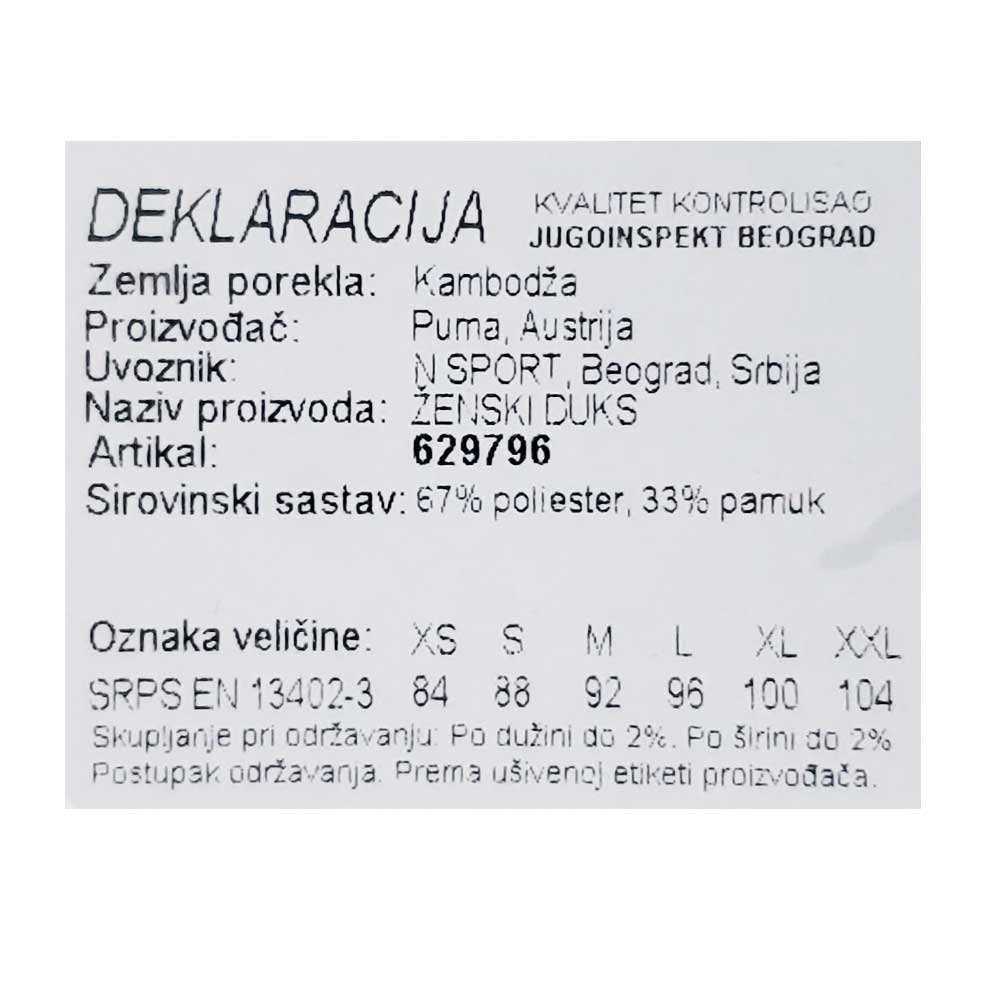 DEKLARACIJA
KVALITET KONTROLISAO
JUGOINSPEKT BEOGRAD
Zemlja porekla: Kambodža
Proizvođač: Puma, Austrija
Uvoznik: N SPORT, Beograd, Srbija
Naziv proizvoda: ŽENSKI DUKS
Artikal: 629796
Sirovinski sastav: 67% poliester, 33% pamuk
Oznaka veličine: XS S M L XL XXL
SRPS EN 13402-3 84 88 92 96 100 104
Skupljanje pri održavanju: Po dužini do 2%. Po širini do 2%
Postupak održavanja: Prema ušivenoj etiketi proizvođača.